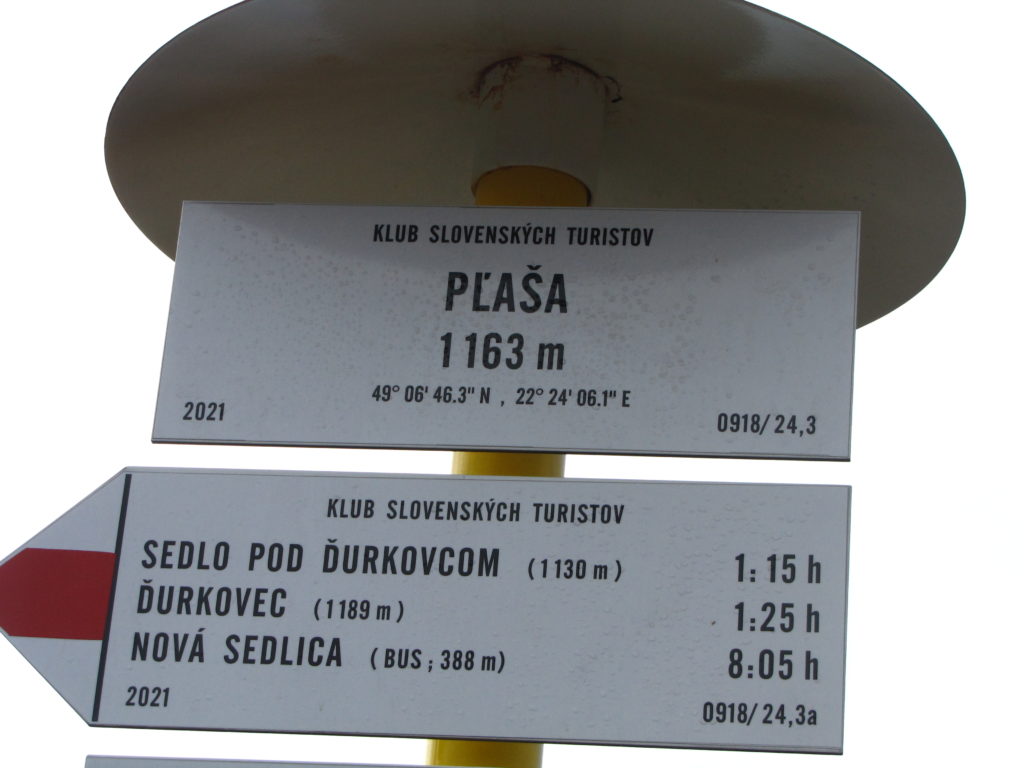 KLUB SLOVENSKÝCH TURISTOV
PĽAŠA
1163 m
49° 06' 46.3" N , 22° 24' 06.1" E
2021 0918/24,3
KLUB SLOVENSKÝCH TURISTOV
SEDLO POD ĎURKOVCOM (1130 m) 1:15 h
ĎURKOVEC (1189 m) 1:25 h
NOVÁ SEDLICA (BUS ; 388 m) 8:05 h
2021 0918/24,3a